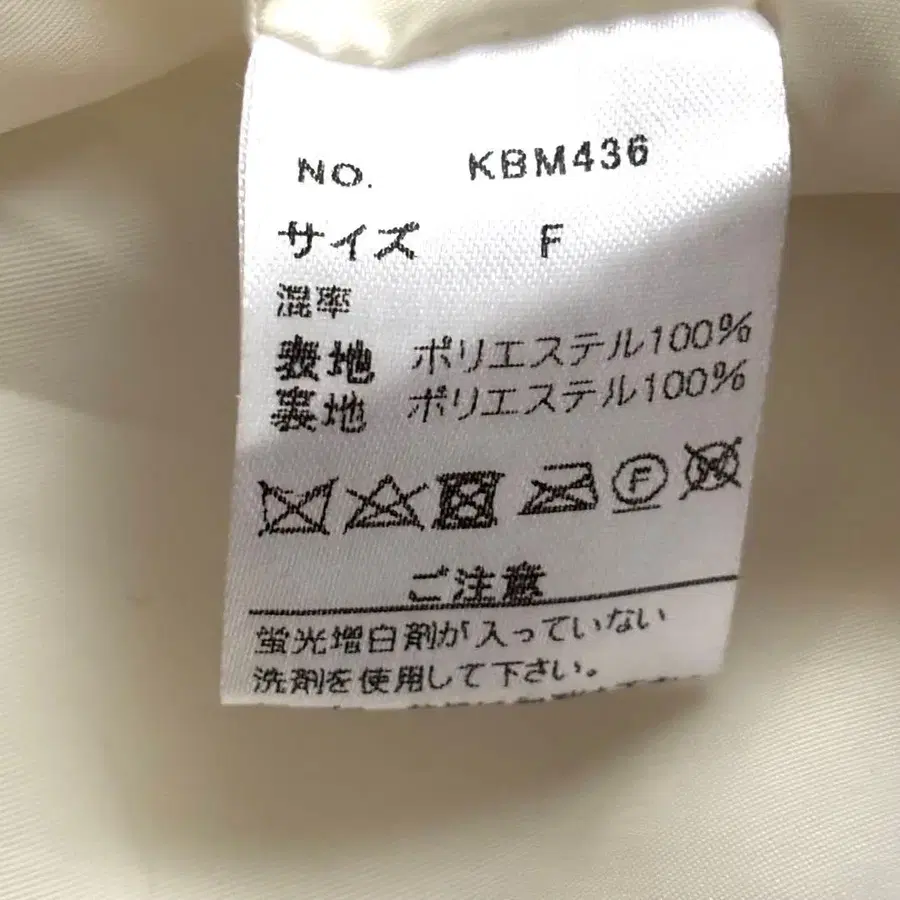 NO. KBM436
サイズ F
混率
表地 ポリエステル100%
裏地 ポリエステル100%
F W
ご注意
蛍光増白剤が入っていない
洗剤を使用して下さい。